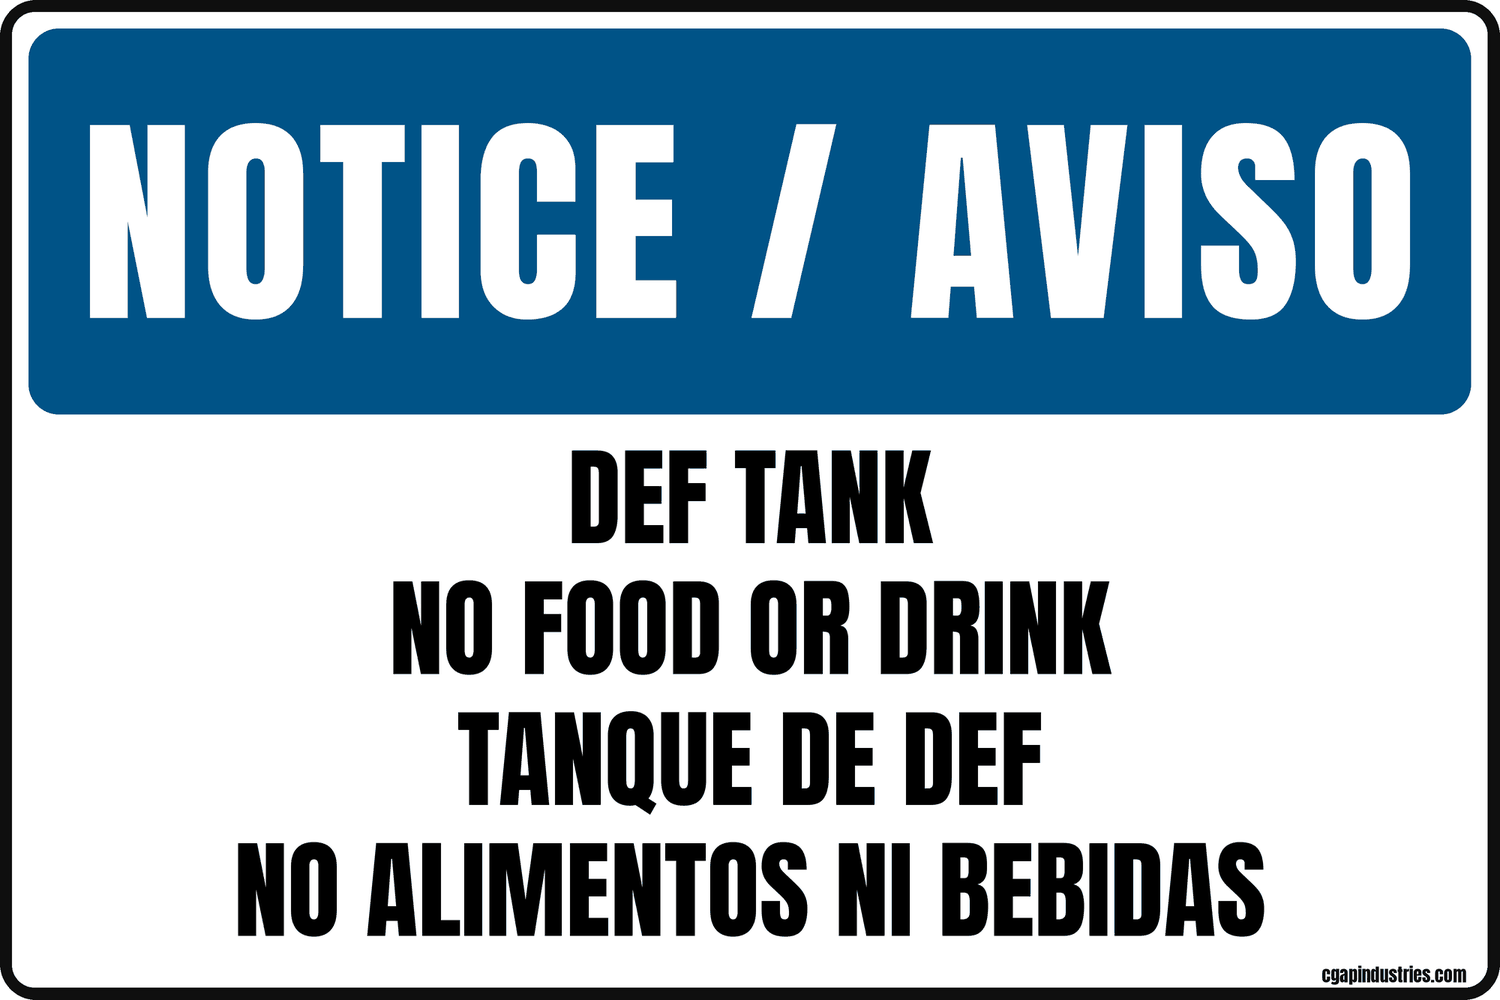 NOTICE / AVISO
DEF TANK
NO FOOD OR DRINK
TANQUE DE DEF
NO ALIMENTOS NI BEBIDAS
cgapindustries.com